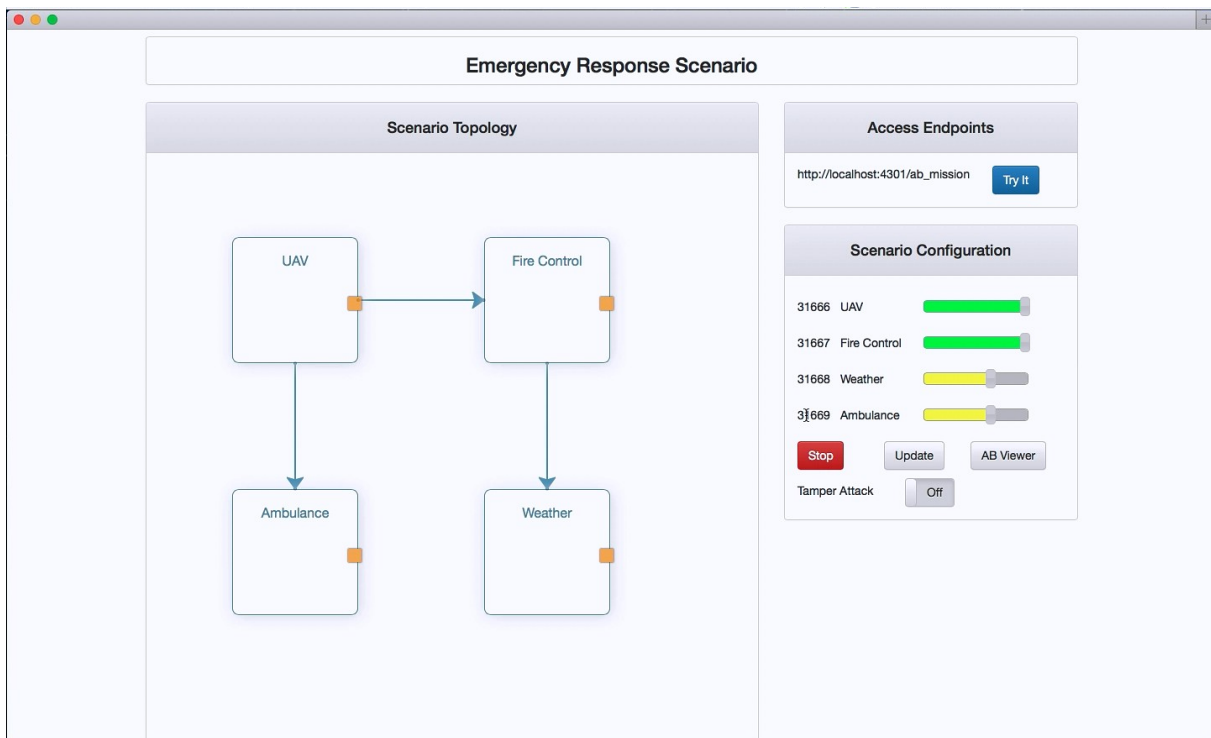 Emergency Response Scenario
Scenario Topology
UAV
Fire Control
Ambulance
Weather
Access Endpoints
http://localhost:4301/ab_mission
Try It
Scenario Configuration
31666 UAV
31667 Fire Control
31668 Weather
31669 Ambulance
Stop
Update
AB Viewer
Tamper Attack
Off